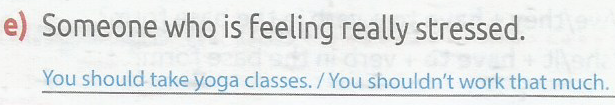 e) Someone who is feeling really stressed.
You should take yoga classes. / You shouldn't work that much.